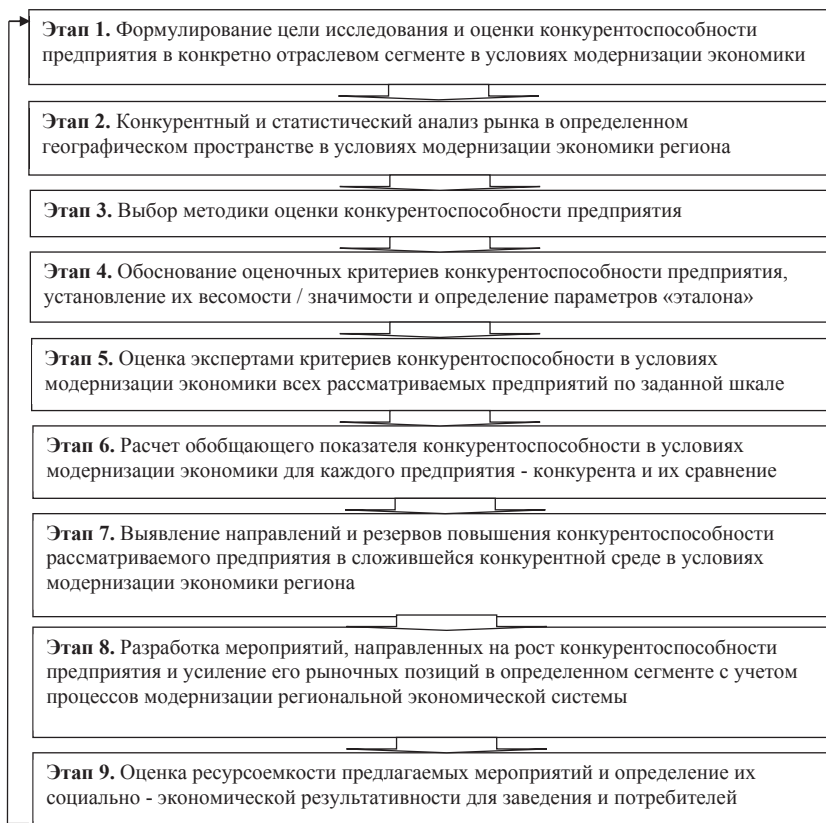 Этап 1. Формулирование цели исследования и оценки конкурентоспособности
предприятия в конкретно отраслевом сегменте в условиях модернизации экономики
Этап 2. Конкурентный и статистический анализ рынка в определенном
географическом пространстве в условиях модернизации экономики региона
Этап 3. Выбор методики оценки конкурентоспособности предприятия
Этап 4. Обоснование оценочных критериев конкурентоспособности предприятия,
установление их весомости / значимости и определение параметров «эталона»
Этап 5. Оценка экспертами критериев конкурентоспособности в условиях
модернизации экономики всех рассматриваемых предприятий по заданной шкале
Этап 6. Расчет обобщающего показателя конкурентоспособности в условиях
модернизации экономики для каждого предприятия - конкурента и их сравнение
Этап 7. Выявление направлений и резервов повышения конкурентоспособности
рассматриваемого предприятия в сложившейся конкурентной среде в условиях
модернизации экономики региона
Этап 8. Разработка мероприятий, направленных на рост конкурентоспособности
предприятия и усиление его рыночных позиций в определенном сегменте с учетом
процессов модернизации региональной экономической системы
Этап 9. Оценка ресурсоемкости предлагаемых мероприятий и определение их
социально - экономической результативности для заведения и потребителей